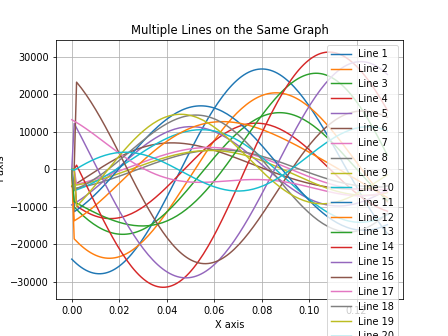 Multiple Lines on the Same Graph
30000
20000
10000
0
−10000
−20000
−30000
0.00
0.02
0.04
0.06
0.08
0.10
X axis
Line 1
Line 2
Line 3
Line 4
Line 5
Line 6
Line 7
Line 8
Line 9
Line 10
Line 11
Line 12
Line 13
Line 14
Line 15
Line 16
Line 17
Line 18
Line 19
Line 20